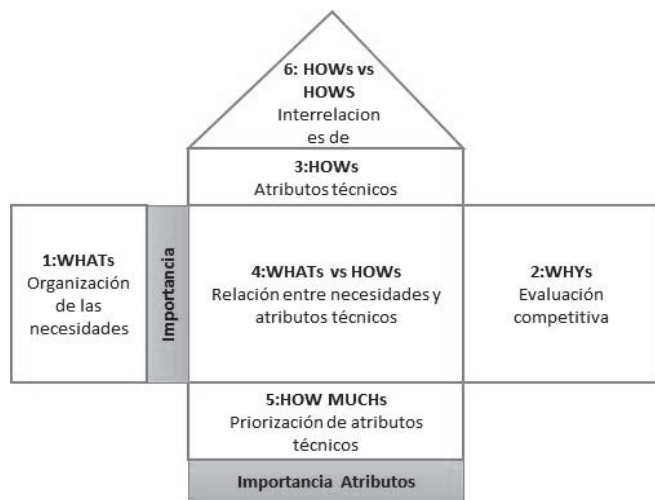 6: HOWs vs
HOWS
Interrelacion
es de
3:HOWs
Atributos técnicos
1:WHATs
Organización
de las
necesidades
Importancia
4:WHATs vs HOWs
Relación entre necesidades y
atributos técnicos
2:WHYs
Evaluación
competitiva
5:HOW MUCHs
Priorización de atributos
técnicos
Importancia Atributos